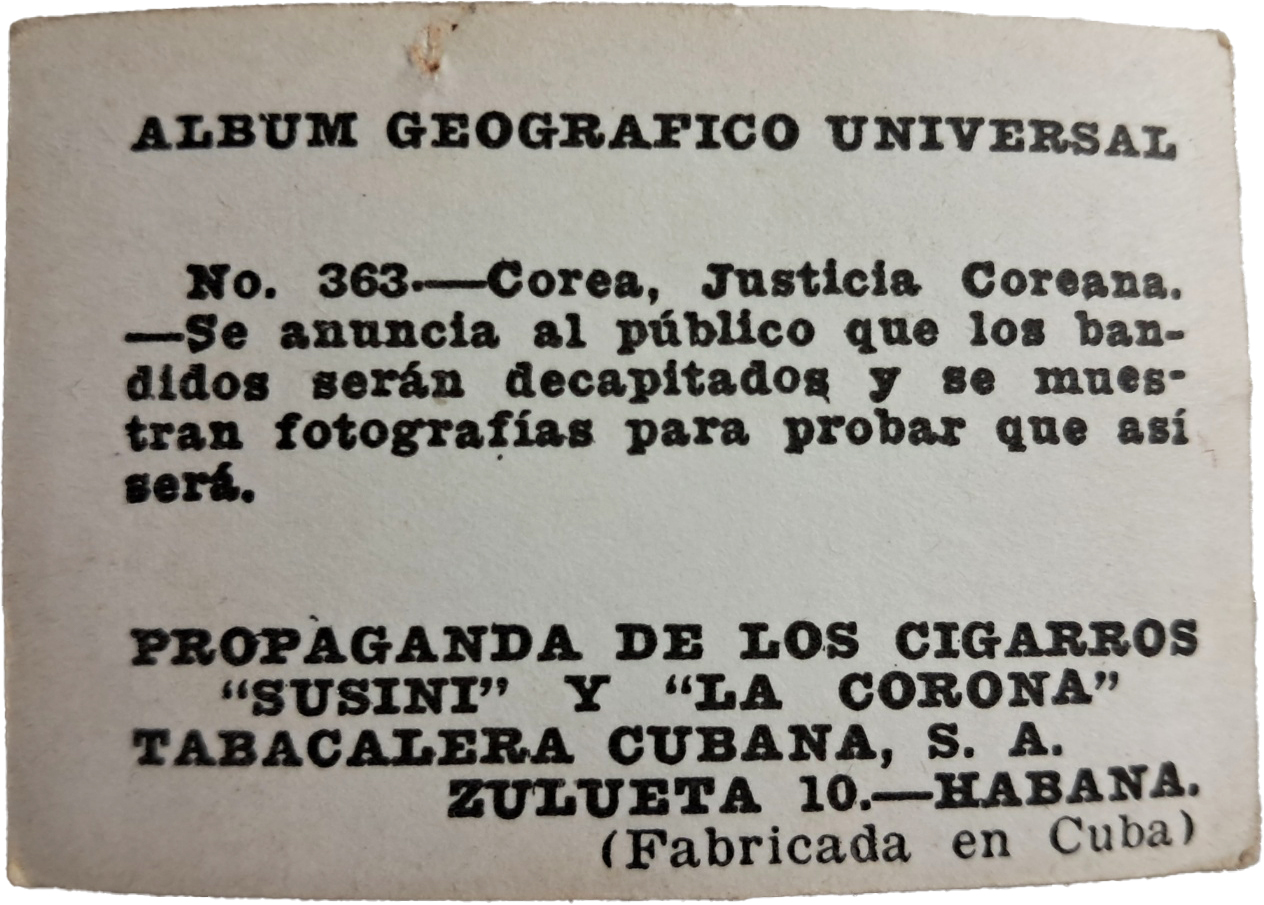 ALBUM GEOGRAFICO UNIVERSAL
No. 363.—Corea, Justicia Coreana.
—Se anuncia al público que los ban-
didos serán decapitados y se mues-
tran fotografías para probar que así
será.
PROPAGANDA DE LOS CIGARROS
“SUSINI” Y “LA CORONA”
TABACALERA CUBANA, S. A.
ZULUETA 10.—HABANA.
(Fabricada en Cuba)